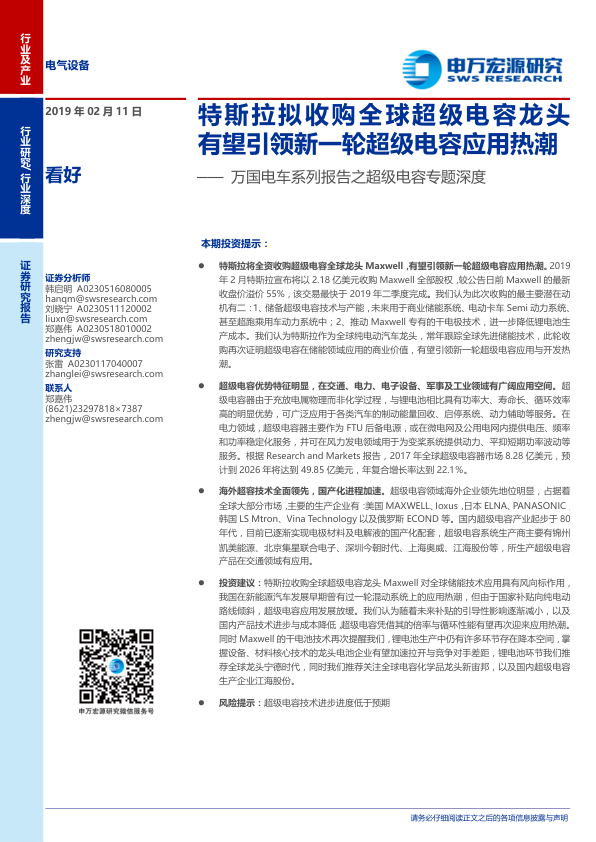 行业及产业
行业研究/行业深度
证券研究报告
电气设备
申万宏源研究
SWS RESEARCH
2019 年 02 月 11 日
看好
特斯拉拟收购全球超级电容龙头
有望引领新一轮超级电容应用热潮
—— 万国电车系列报告之超级电容专题深度
证券分析师
韩启明 A0230516080005
hanqm@swsresearch.com
刘晓宁 A0230511120002
liuxn@swsresearch.com
郑嘉伟 A0230518010002
zhengjw@swsresearch.com
研究支持
张雷 A0230117040007
zhanglei@swsresearch.com
联系人
郑嘉伟
(8621)23297818×7387
zhengjw@swsresearch.com
申万宏源研究微信服务号
本期投资提示：
● 特斯拉将全资收购超级电容全球龙头 Maxwell，有望引领新一轮超级电容应用热潮。2019
年 2 月特斯拉宣布将以 2.18 亿美元收购 Maxwell 全部股权，较公告日前 Maxwell 的最新
收盘价溢价 55%，该交易最快于 2019 年二季度完成。我们认为此次收购的最主要潜在动
机有二：1、储备超级电容技术与产能，未来用于商业储能系统、电动卡车 Semi 动力系统、
甚至超跑乘用车动力系统中；2、推动 Maxwell 专有的干电极技术，进一步降低锂电池生
产成本。我们认为特斯拉作为全球纯电动汽车龙头，常年跟踪全球先进储能技术，此轮收
购再次证明超级电容在储能领域应用的商业价值，有望引领新一轮超级电容应用与开发热
潮。
● 超级电容优势特征明显，在交通、电力、电子设备、军事及工业领域有广阔应用空间。超
级电容器由于充放电属物理而非化学过程，与锂电池相比具有功率大、寿命长、循环效率
高的明显优势，可广泛应用于各类汽车的制动能量回收、启停系统、动力辅助等服务。在
电力领域，超级电容器主要作为 FTU 后备电源，或在微电网及公用电网内提供电压、频率
和功率稳定化服务，并可在风力发电领域用于为变桨系统提供动力、平抑短期功率波动等
服务。根据 Research and Markets 报告，2017 年全球超级电容器市场 8.28 亿美元，预
计到 2026 年将达到 49.85 亿美元，年复合增长率达到 22.1%。
● 海外超容技术全面领先，国产化进程加速。超级电容领域海外企业领先地位明显，占据着
全球大部分市场，主要的生产企业有：美国 MAXWELL、Ioxus，日本 ELNA、PANASONIC，
韩国 LS Mtron、Vina Technology 以及俄罗斯 ECOND 等。国内超级电容产业起步于 80
年代，目前已逐渐实现电极材料及电解液的国产化配套，超级电容系统生产商主要有锦州
凯美能源、北京集星联合电子、深圳今朝时代、上海奥威、江海股份等，所生产超级电容
产品在交通领域有应用。
● 投资建议：特斯拉收购全球超级电容龙头 Maxwell 对全球储能技术应用具有风向标作用，
我国在新能源汽车发展早期曾有过一轮混动系统上的应用热潮，但由于国家补贴向纯电动
路线倾斜，超级电容应用发展放缓。我们认为随着未来补贴的引导性影响逐渐减小，以及
国内产品技术进步与成本降低，超级电容凭借其的倍率与循环性能有望再次迎来应用热潮。
同时 Maxwell 的干电池技术再次提醒我们，锂电池生产中仍有许多环节存在降本空间，掌
握设备、材料核心技术的龙头电池企业有望加速拉开与竞争对手差距，锂电池环节我们推
荐全球龙头宁德时代，同时我们推荐关注全球电容化学品龙头新宙邦，以及国内超级电容
生产企业江海股份。
● 风险提示：超级电容技术进步进度低于预期
请务必仔细阅读正文之后的各项信息披露与声明